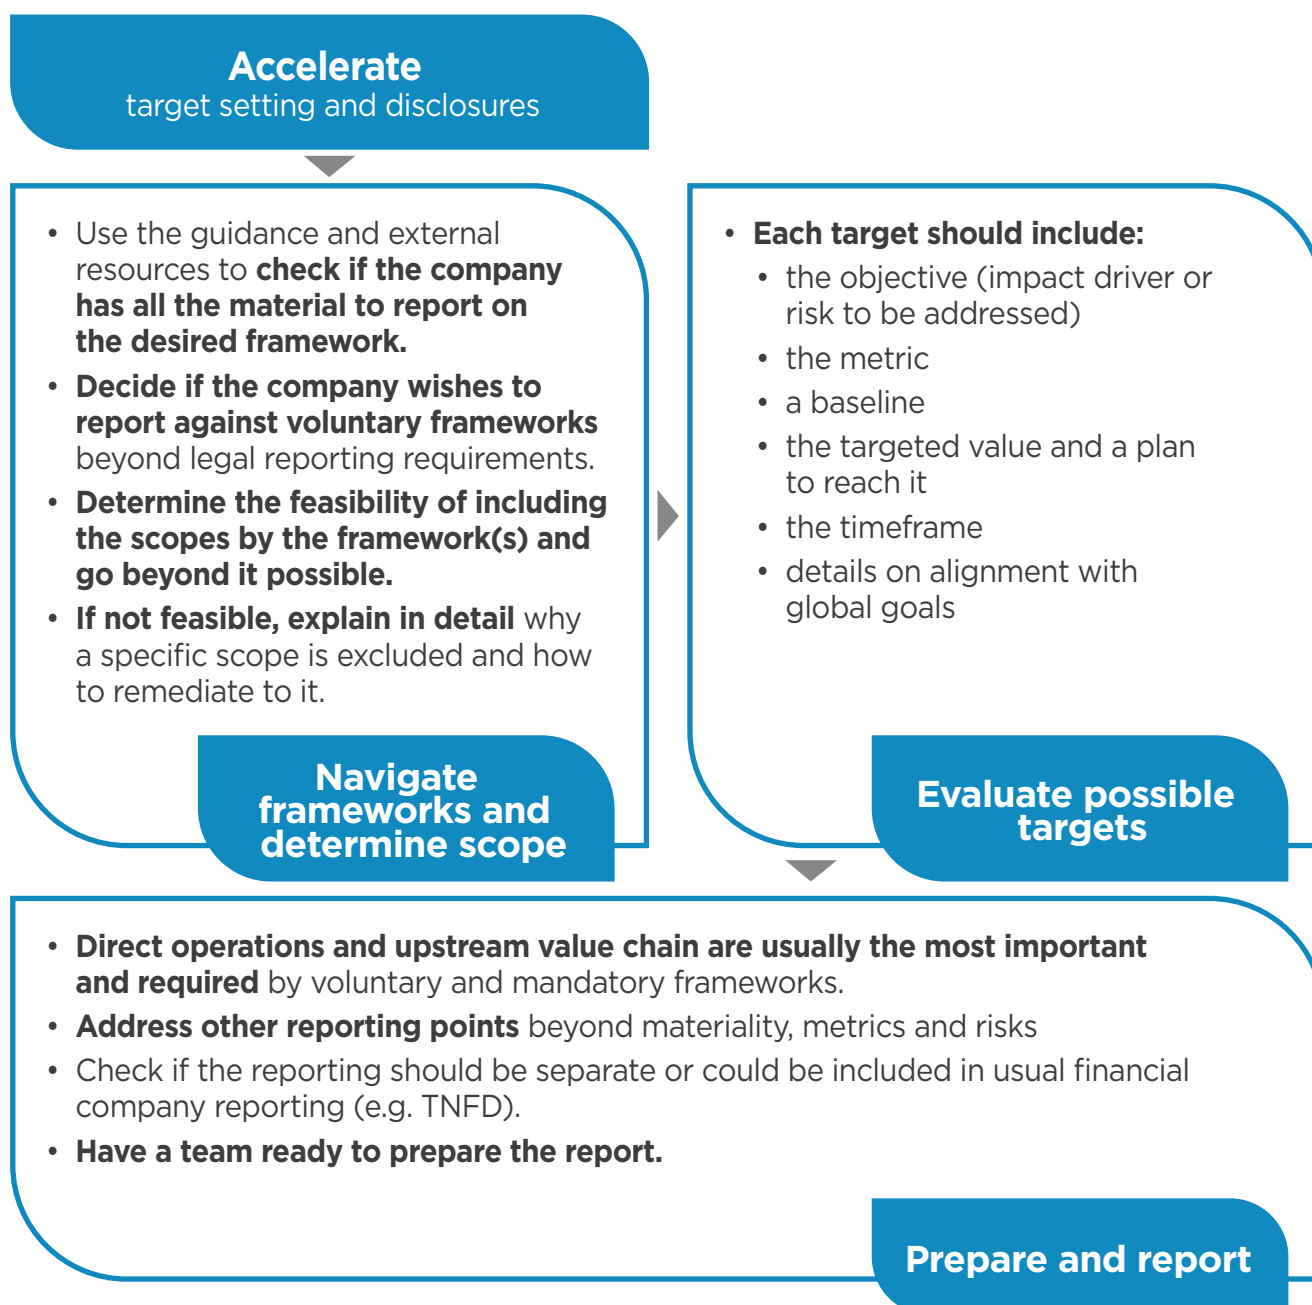 Accelerate
target setting and disclosures
• Use the guidance and external
resources to check if the company
has all the material to report on
the desired framework.
• Decide if the company wishes to
report against voluntary frameworks
beyond legal reporting requirements.
• Determine the feasibility of including
the scopes by the framework(s) and
go beyond it possible.
• If not feasible, explain in detail why
a specific scope is excluded and how
to remediate to it.
Navigate
frameworks and
determine scope
• Each target should include:
• the objective (impact driver or
risk to be addressed)
• the metric
• a baseline
• the targeted value and a plan
to reach it
• the timeframe
• details on alignment with
global goals
Evaluate possible
targets
• Direct operations and upstream value chain are usually the most important
and required by voluntary and mandatory frameworks.
• Address other reporting points beyond materiality, metrics and risks
• Check if the reporting should be separate or could be included in usual financial
company reporting (e.g. TNFD).
• Have a team ready to prepare the report.
Prepare and report